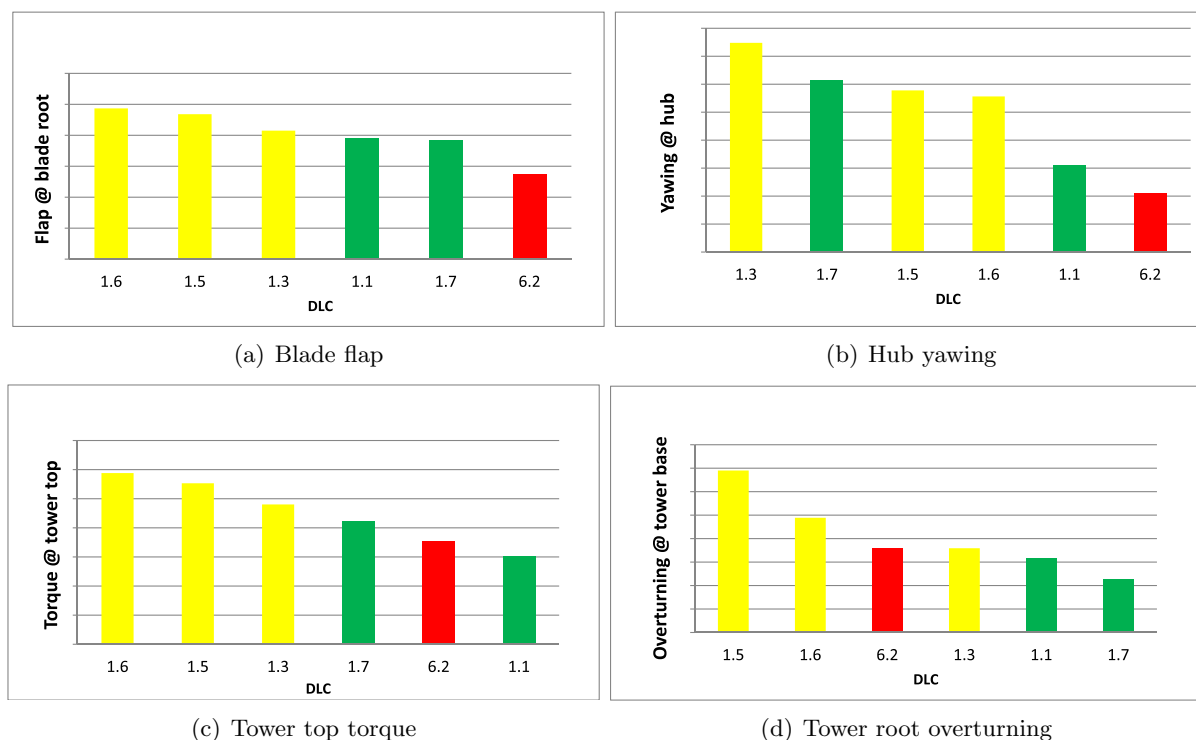 Flap @ blade root
1.6 1.5 1.3 1.1 1.7 6.2
DLC
(a) Blade flap
Yawing @ hub
1.3 1.7 1.5 1.6 1.1 6.2
DLC
(b) Hub yawing
Torque @ tower top
1.6 1.5 1.3 1.7 6.2 1.1
DLC
(c) Tower top torque
Overturning @ tower base
1.5 1.6 6.2 1.3 1.1 1.7
DLC
(d) Tower root overturning